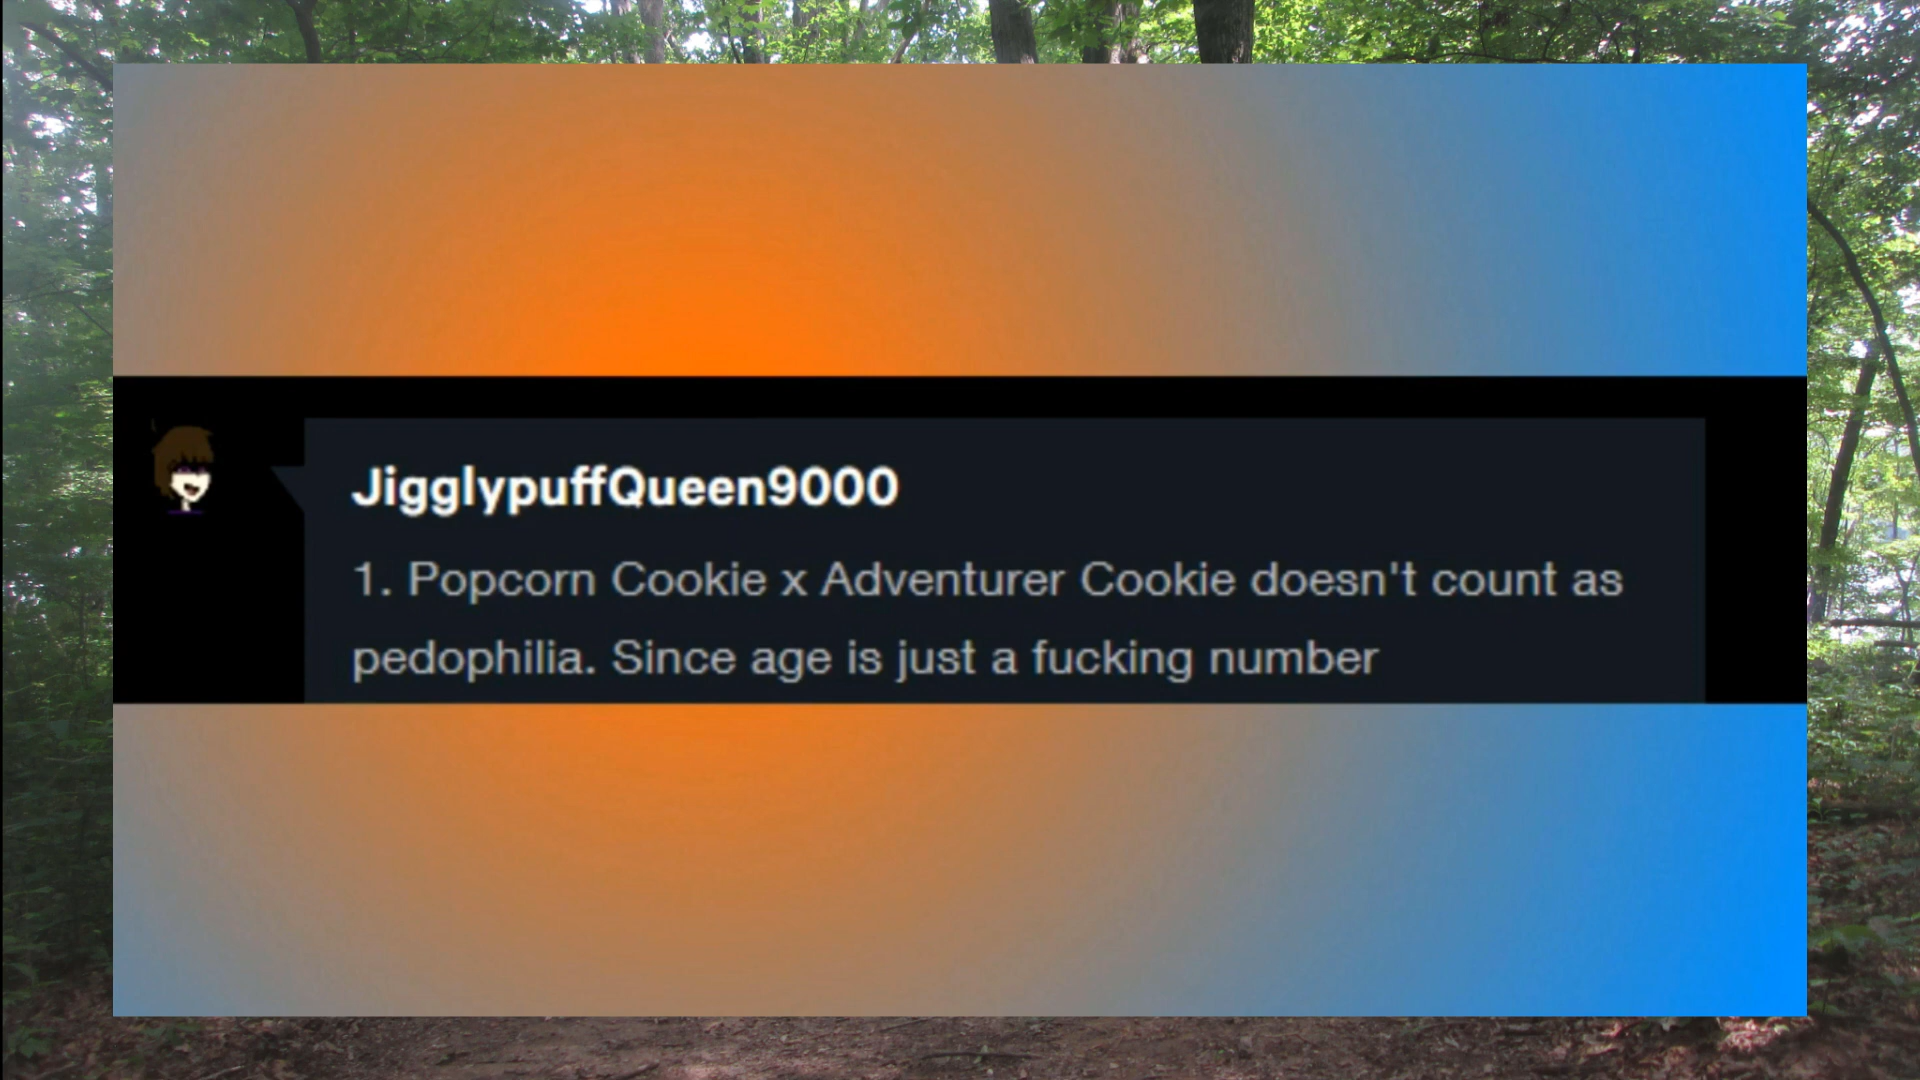 JigglypuffQueen9000
1. Popcorn Cookie x Adventurer Cookie doesn't count as
pedophilia. Since age is just a fucking number